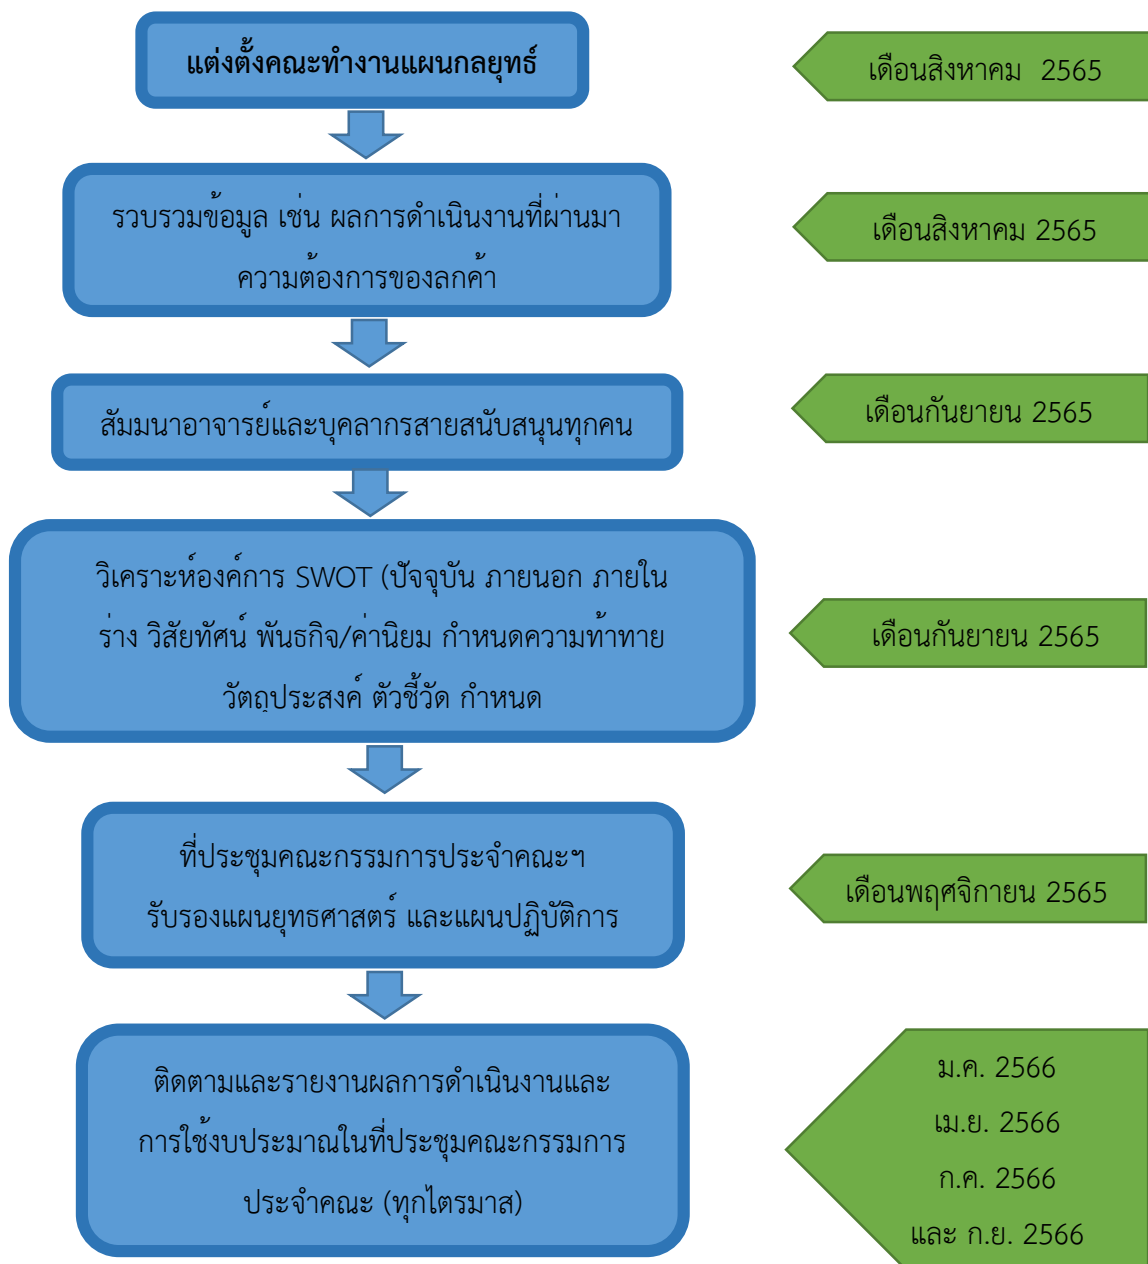 แต่งตั้งคณะทำงานแผนกลยุทธ์
เดือนสิงหาคม 2565
รวบรวมข้อมูล เช่น ผลการดำเนินงานที่ผ่านมา
ความต้องการของลกค้า
เดือนสิงหาคม 2565
สัมมนาอาจารย์และบุคลากรสายสนับสนุนทุกคน
เดือนกันยายน 2565
วิเคราะห์องค์การ SWOT (ปัจจุบัน ภายนอก ภายใน
ร่าง วิสัยทัศน์ พันธกิจ/ค่านิยม กำหนดความท้าทาย
วัตถุประสงค์ ตัวชี้วัด กำหนด
เดือนกันยายน 2565
ที่ประชุมคณะกรรมการประจำคณะฯ
รับรองแผนยุทธศาสตร์ และแผนปฏิบัติการ
เดือนพฤศจิกายน 2565
ติดตามและรายงานผลการดำเนินงานและ
การใช้งบประมาณในที่ประชุมคณะกรรมการ
ประจำคณะ (ทุกไตรมาส)
ม.ค. 2566
เม.ย. 2566
ก.ค. 2566
และ ก.ย. 2566